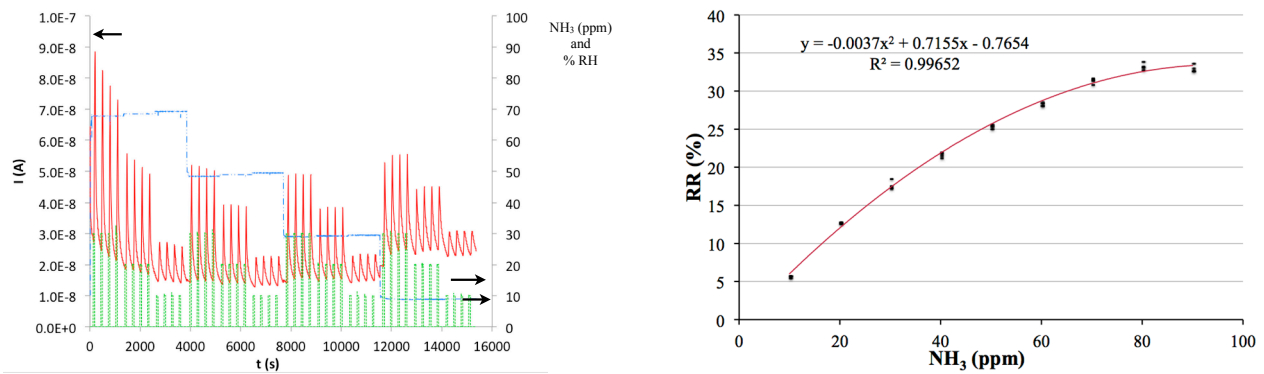 1.0E-7
9.0E-8
8.0E-8
7.0E-8
6.0E-8
5.0E-8
4.0E-8
3.0E-8
2.0E-8
1.0E-8
0.0E+0
I (A)
0 2000 4000 6000 8000 10000 12000 14000 16000
t (s)
100
90
80
70
60
50
40
30
20
10
0
NH₃ (ppm)
and
% RH
40
35
30
25
20
15
10
5
0
RR (%)
y = -0.0037x² + 0.7155x - 0.7654
R² = 0.99652
0 20 40 60 80 100
NH₃ (ppm)